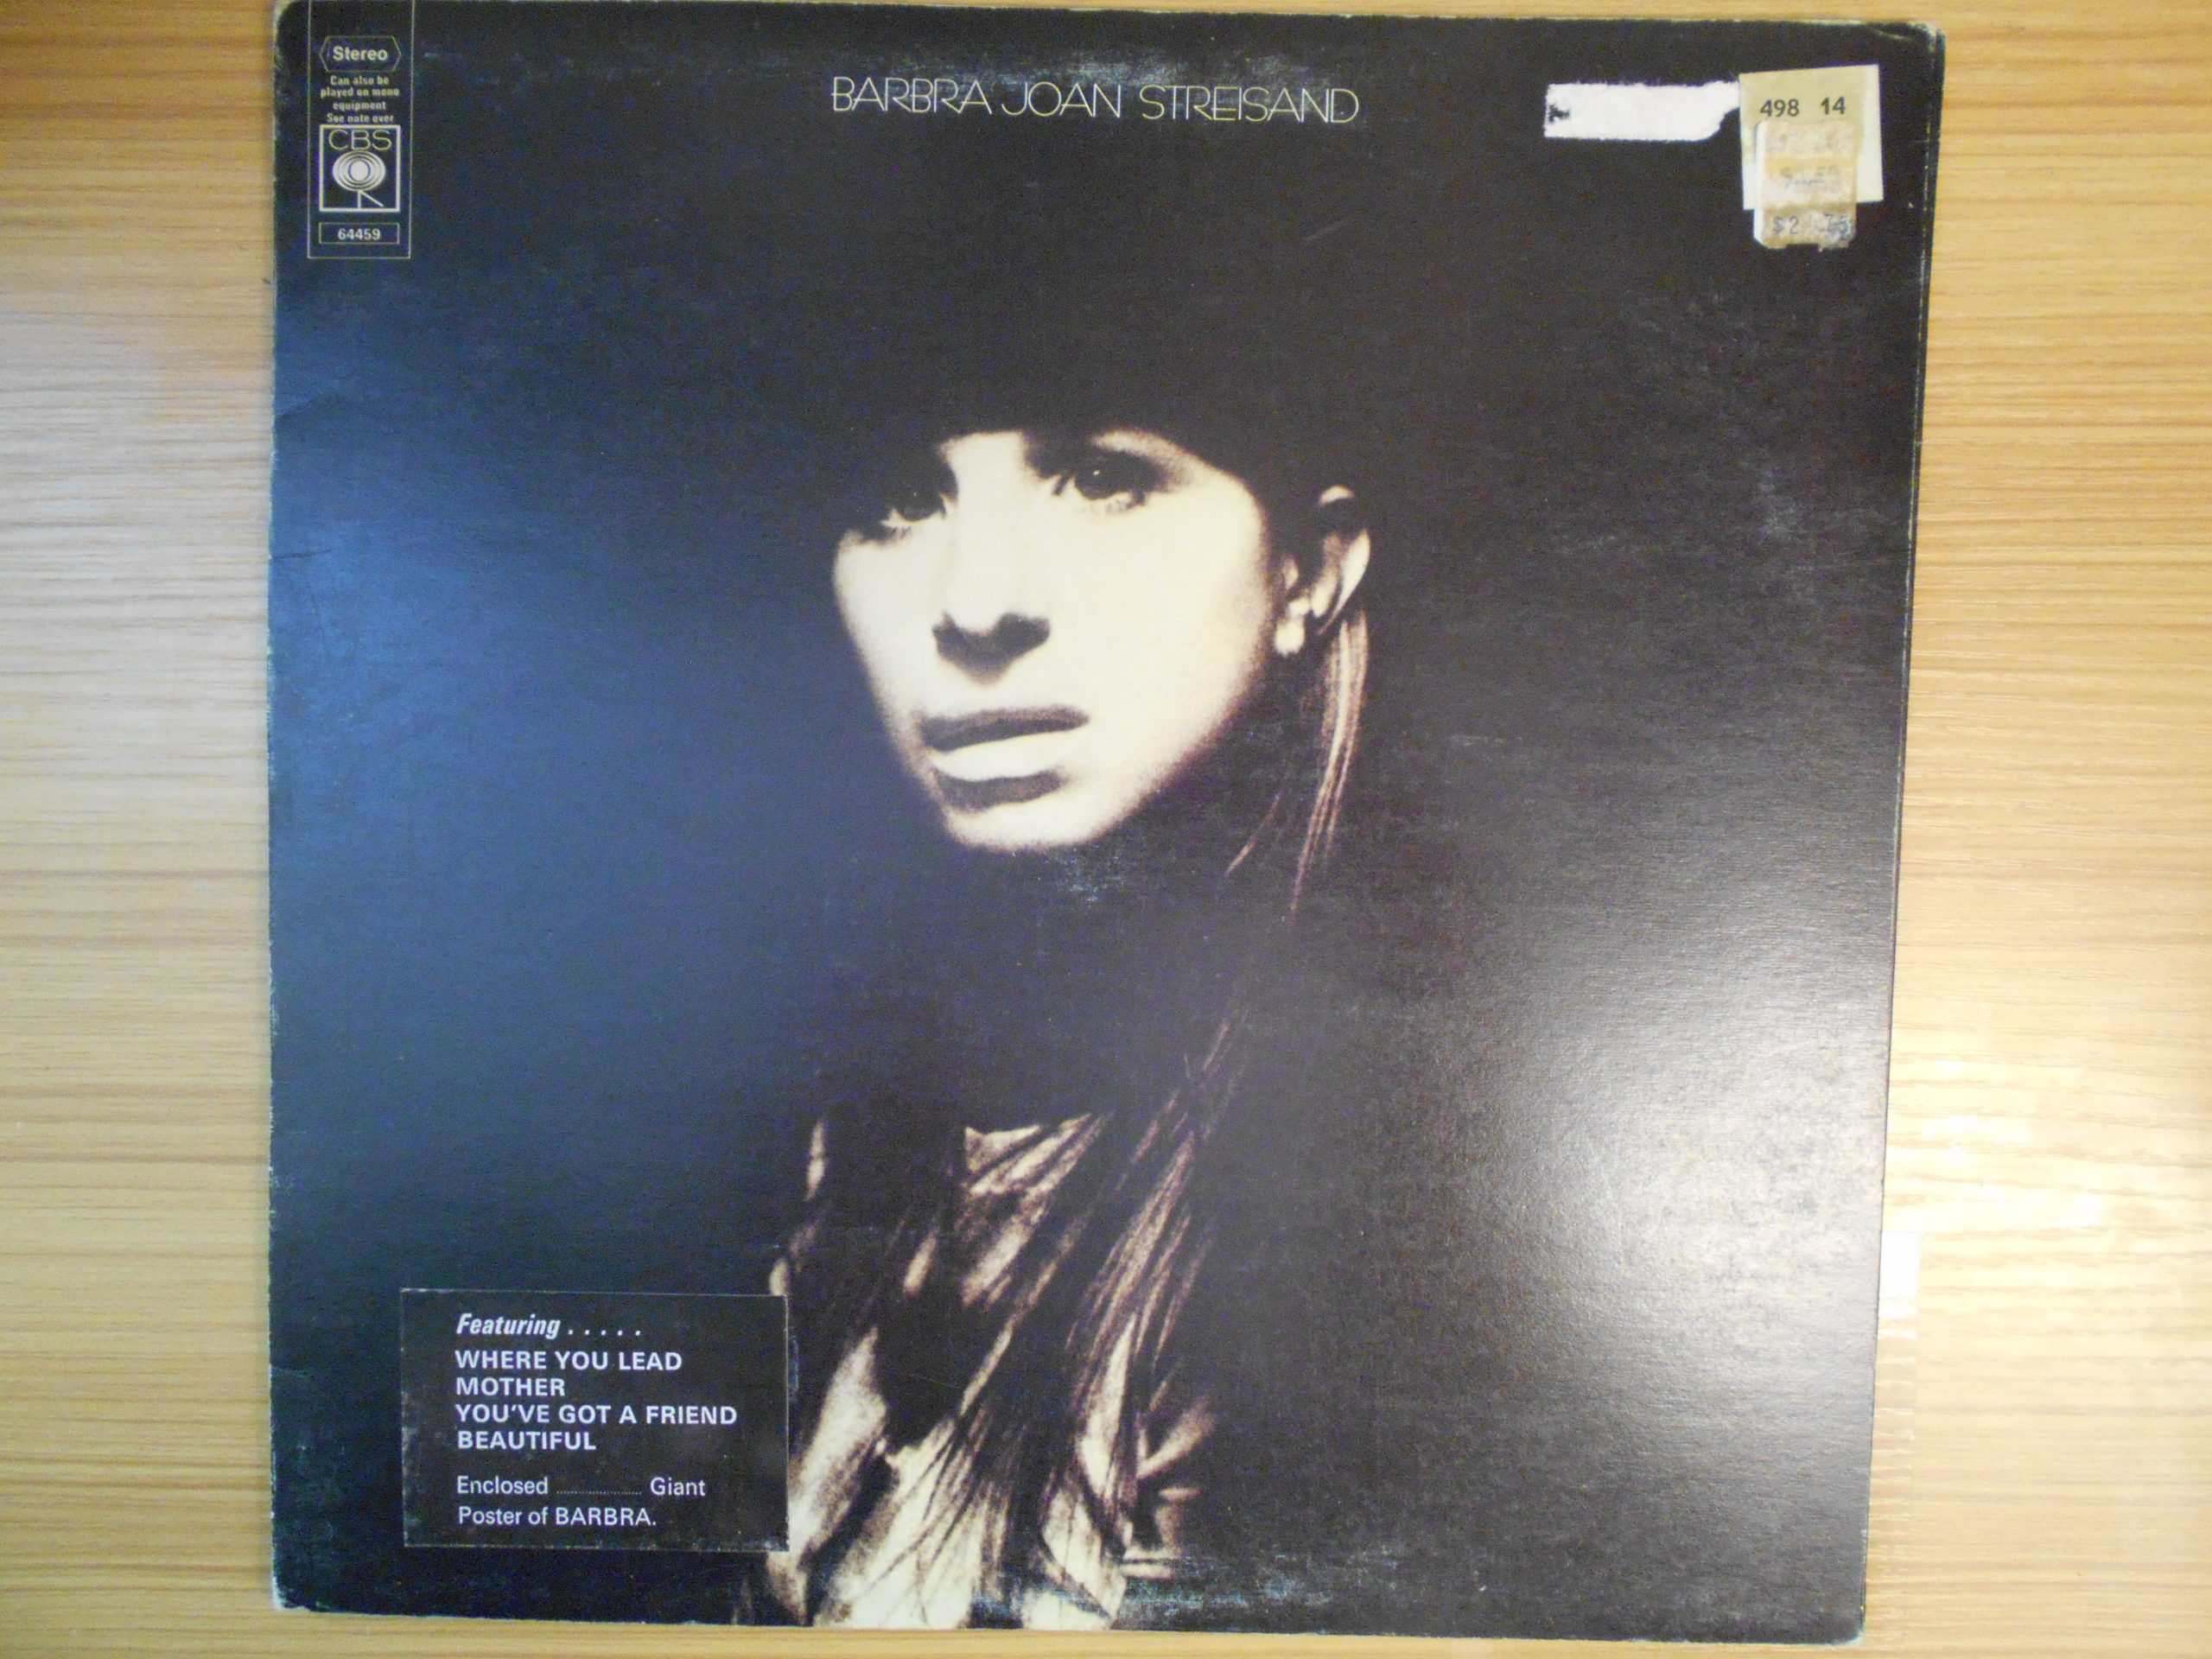 Stereo
Can also be
played on mono
equipment
See note over
CBS
64459
BARBRA JOAN STREISAND
498 14
Featuring . . . . .
WHERE YOU LEAD
MOTHER
YOU'VE GOT A FRIEND
BEAUTIFUL
Enclosed ..................... Giant
Poster of BARBRA.